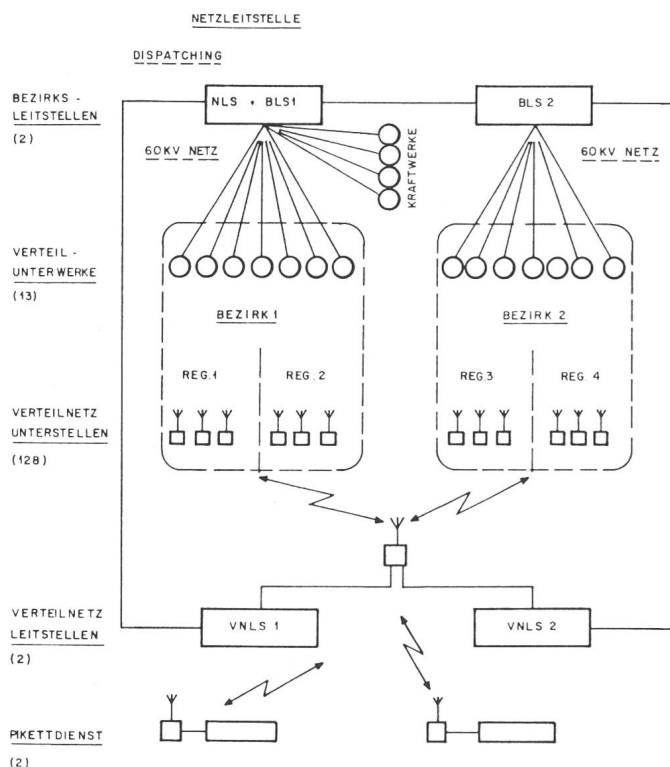 NETZLEITSTELLE
DISPATCHING
BEZIRKS -
LEITSTELLEN
(2)
NLS + BLS1
BLS 2
60KV NETZ
KRAFTWERKE
60KV NETZ
VERTEIL -
UNTERWERKE
(13)
BEZIRK 1
BEZIRK 2
REG.1
REG. 2
REG.3
REG. 4
VERTEILNETZ
UNTERSTELLEN
(128)
VERTEILNETZ
LEITSTELLEN
(2)
VNLS 1
VNLS 2
PIKETTDIENST
(2)